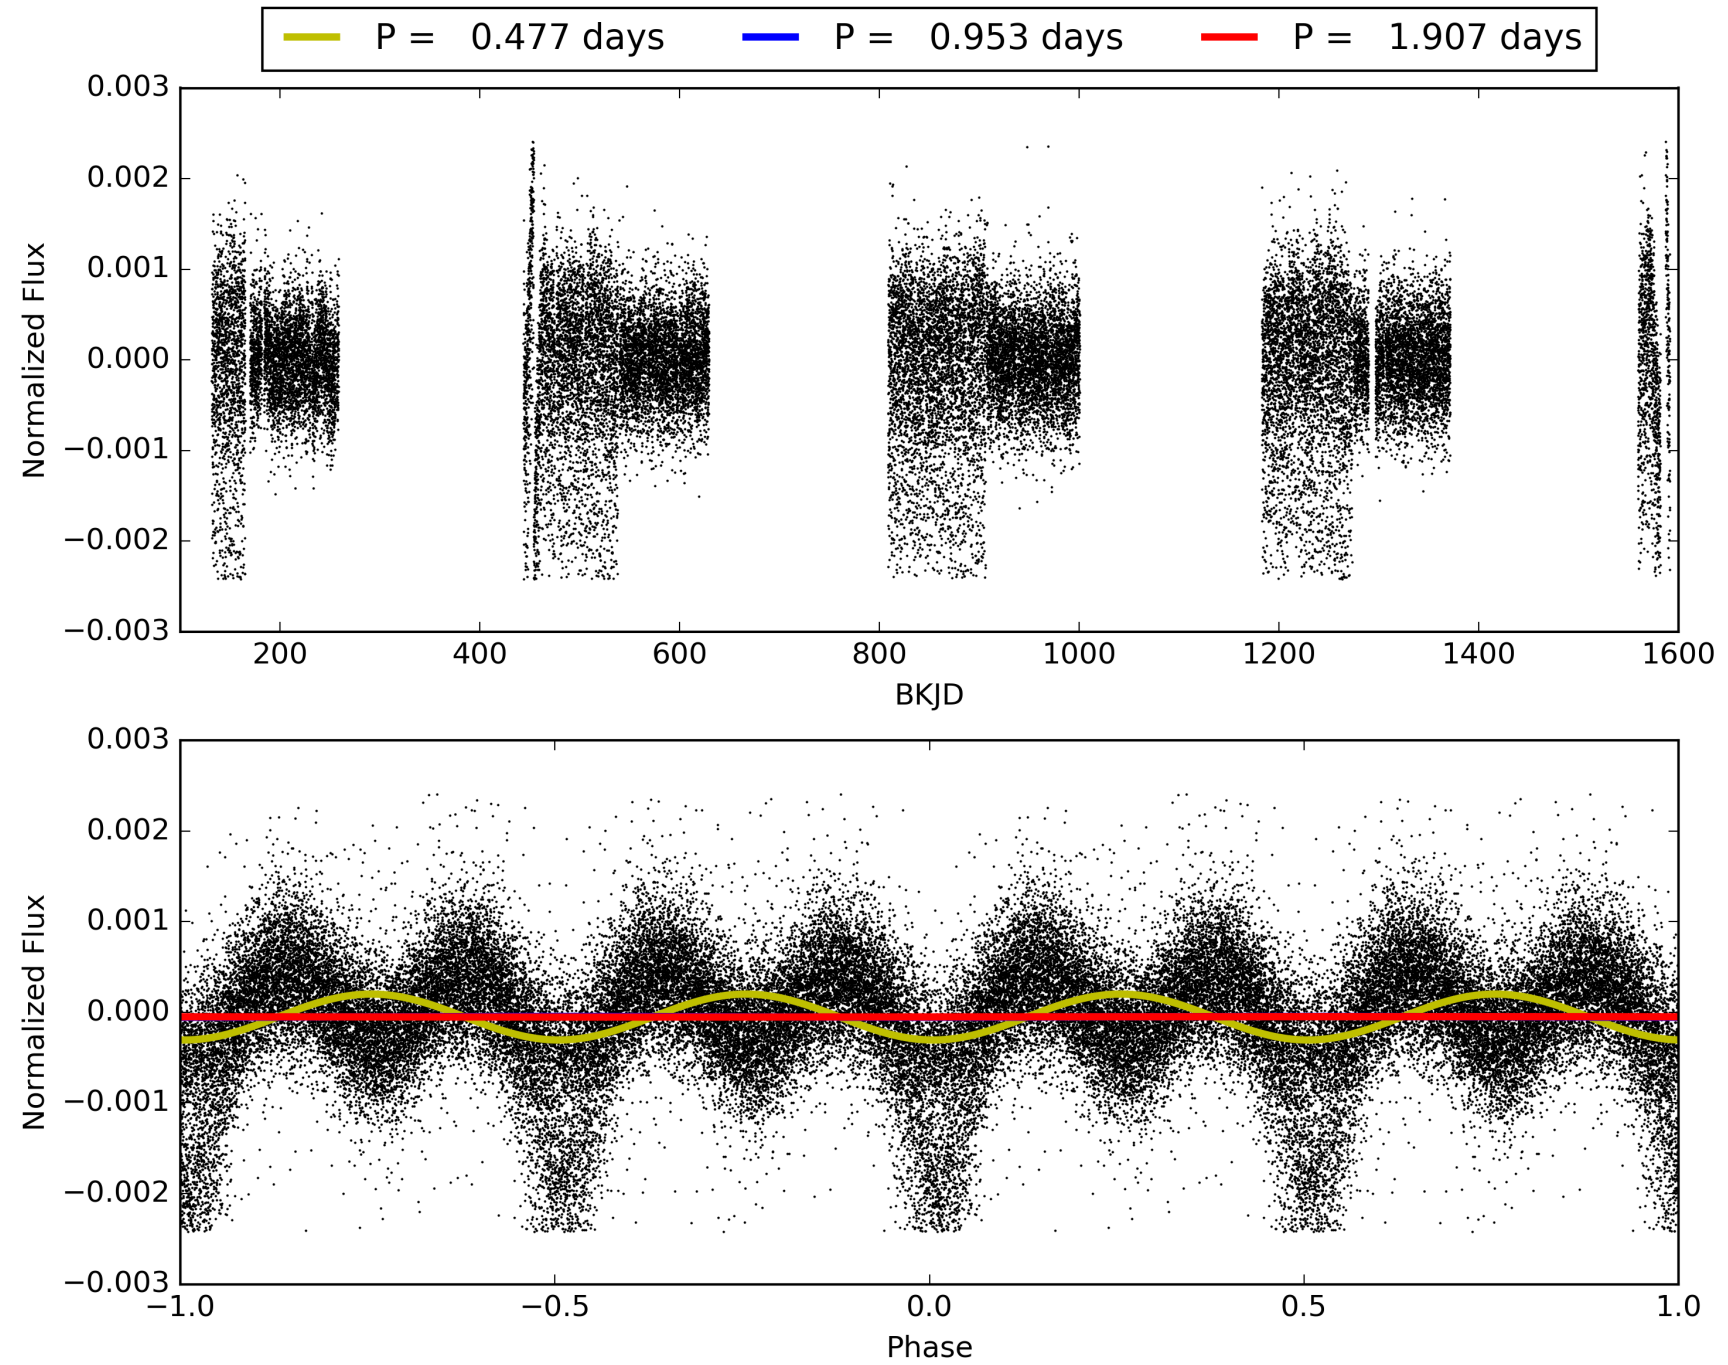 P = 0.477 days P = 0.953 days P = 1.907 days
0.003
0.002
0.001
0.000
−0.001
−0.002
−0.003
Normalized Flux
200 400 600 800 1000 1200 1400 1600
BKJD
0.003
0.002
0.001
0.000
−0.001
−0.002
−0.003
Normalized Flux
−1.0 −0.5 0.0 0.5 1.0
Phase